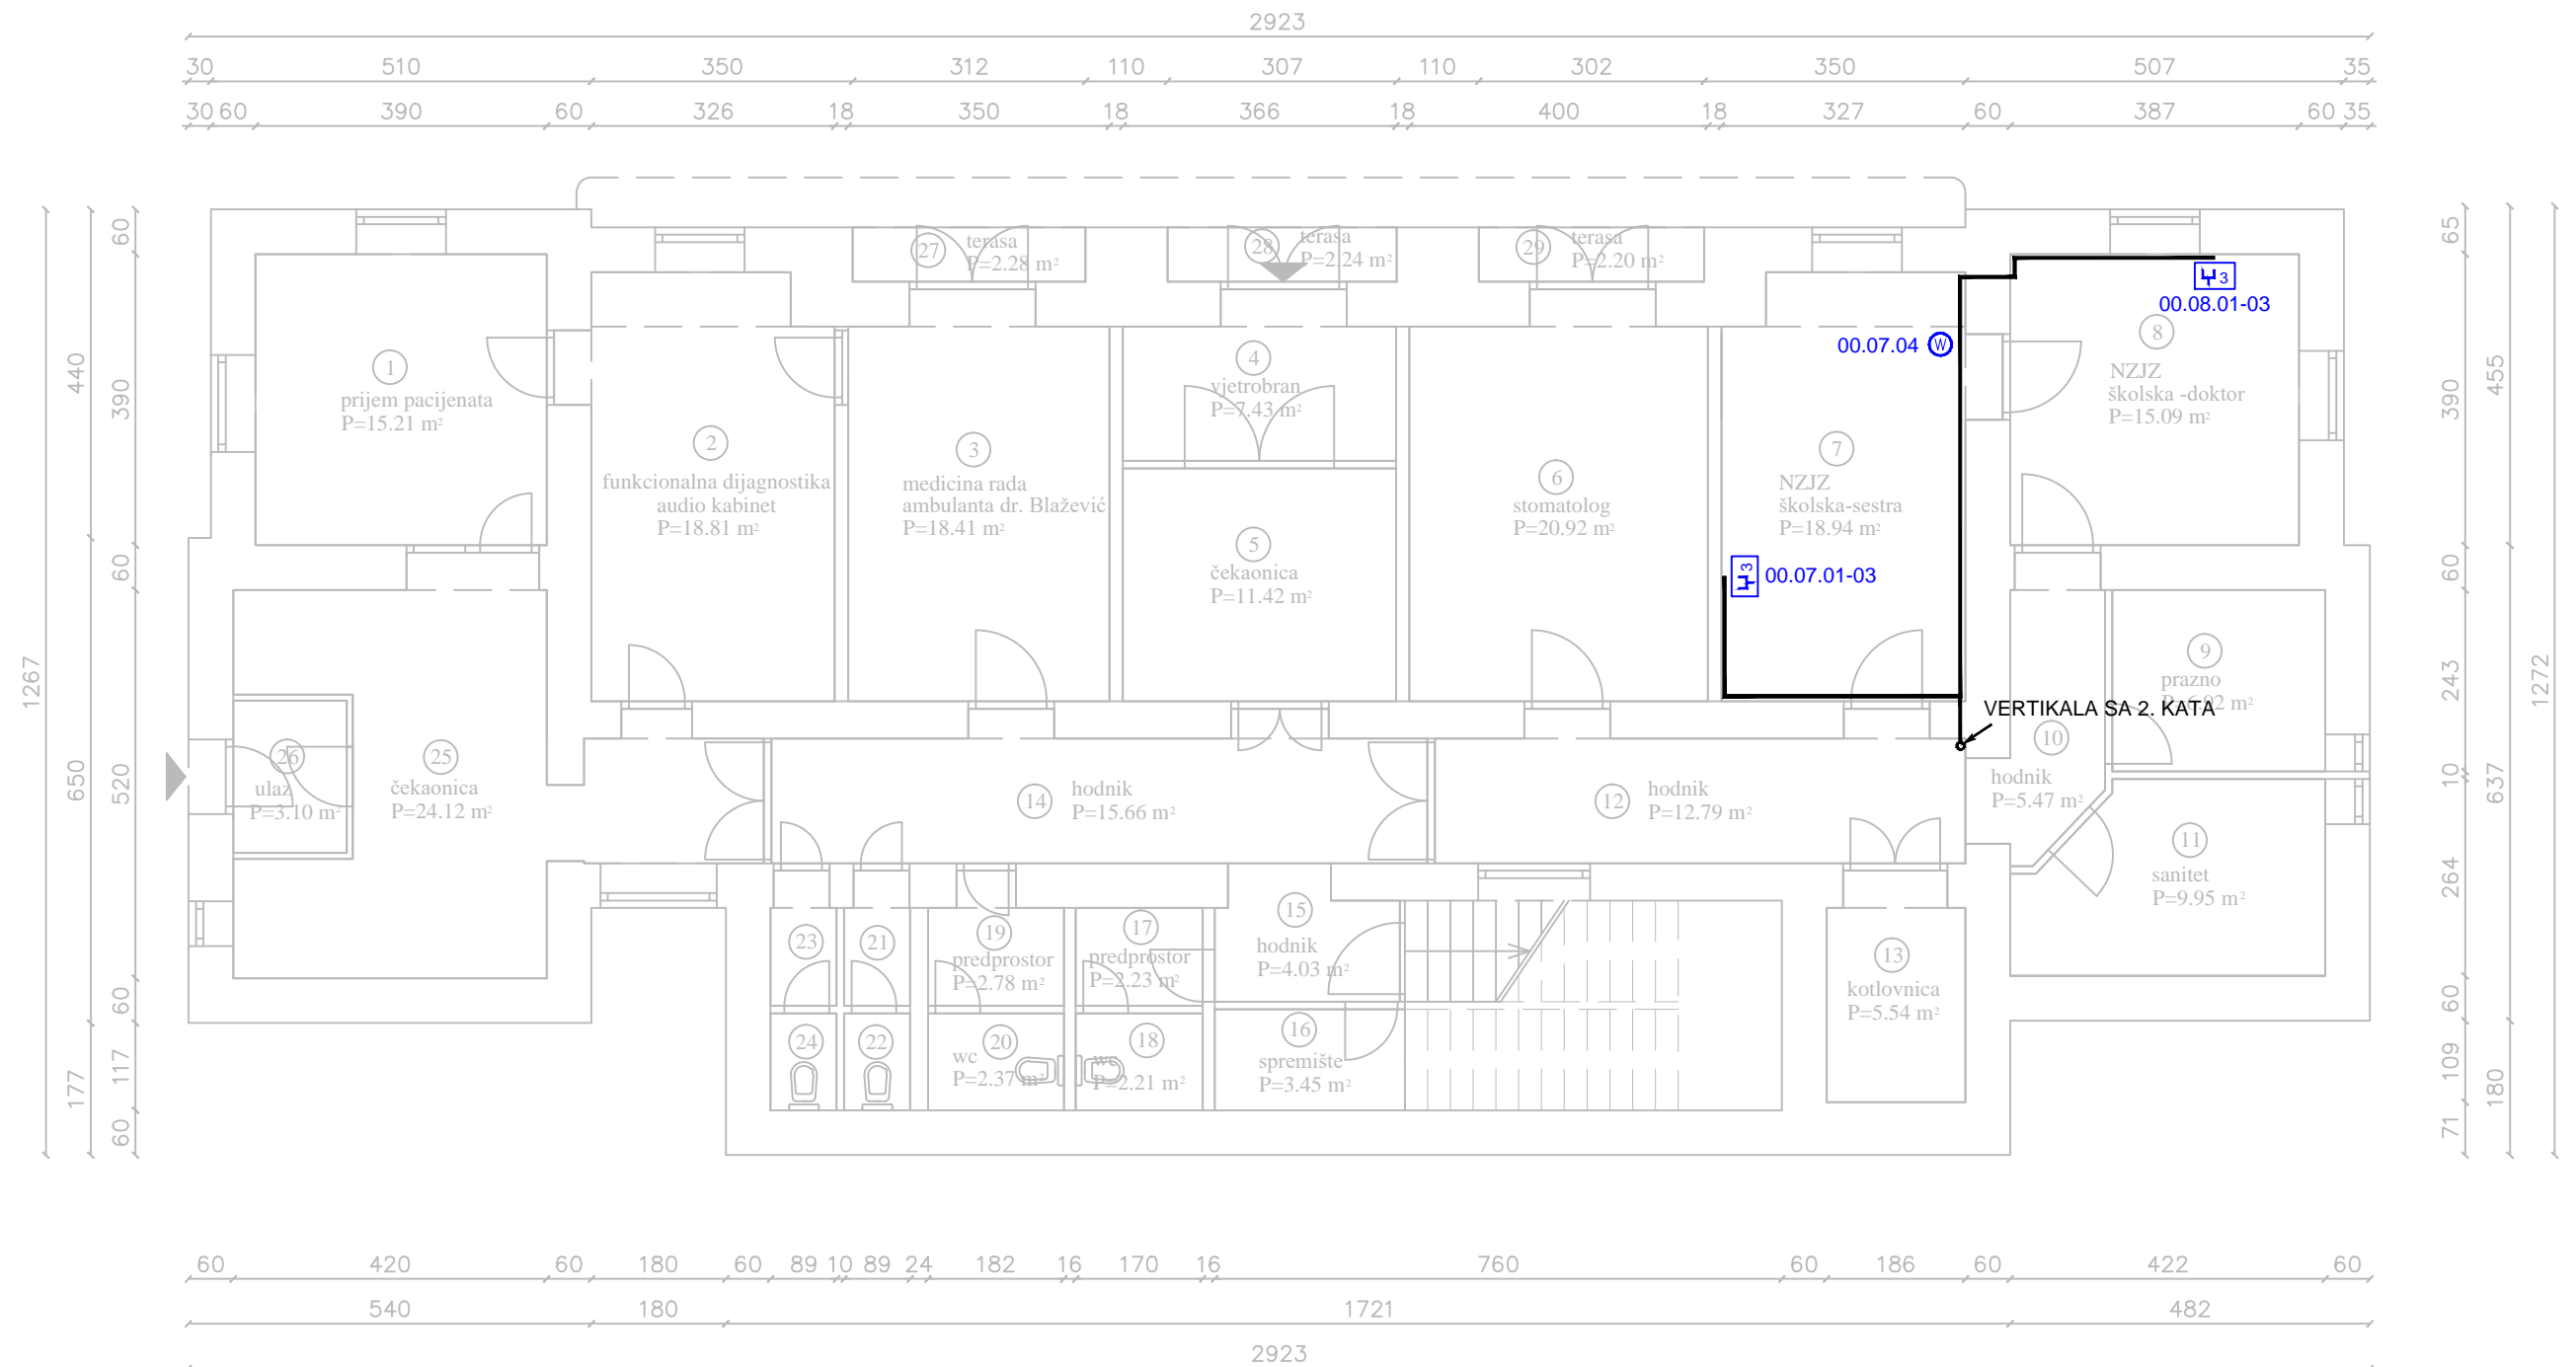 2923
30 510 350 312 110 307 110 302 350 507 35
30 60 390 60 326 18 350 18 366 18 400 18 327 60 387 60 35
1267
440 650 177
60 390 60 520 60 117 60
65 390 60 243 10 264 60 109 71
455 637 180
1272
27 terasa
P=2.28 m²
28 terasa
P=2.24 m²
29 terasa
P=2.20 m²
1
prijem pacijenata
P=15.21 m²
2
funkcionalna dijagnostika
audio kabinet
P=18.81 m²
3
medicina rada
ambulanta dr. Blažević
P=18.41 m²
4
vjetrobran
P=7.43 m²
5
čekaonica
P=11.42 m²
6
stomatolog
P=20.92 m²
00.07.04 W
7
NZJZ
školska-sestra
P=18.94 m²
3 00.07.01-03
3
00.08.01-03
8
NZJZ
školska -doktor
P=15.09 m²
9
prazno
P=6.92 m²
VERTIKALA SA 2. KATA
10
hodnik
P=5.47 m²
11
sanitet
P=9.95 m²
26
ulaz
P=3.10 m²
25
čekaonica
P=24.12 m²
14 hodnik
P=15.66 m²
12 hodnik
P=12.79 m²
13
kotlovnica
P=5.54 m²
23
21
19
predprostor
P=2.78 m²
17
predprostor
P=2.23 m²
15
hodnik
P=4.03 m²
24
22
20
wc
P=2.37 m²
18
wc
P=2.21 m²
16
spremište
P=3.45 m²
60 420 60 180 60 89 10 89 24 182 16 170 16 760 60 186 60 422 60
540 180 1721 482
2923